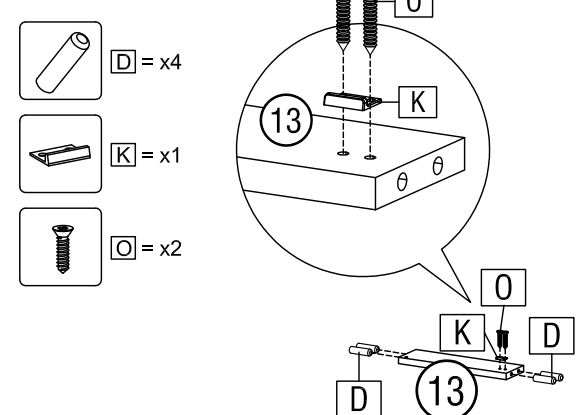 O
D = x4
K
13
K = x1
O = x2
O
K
D
D
13